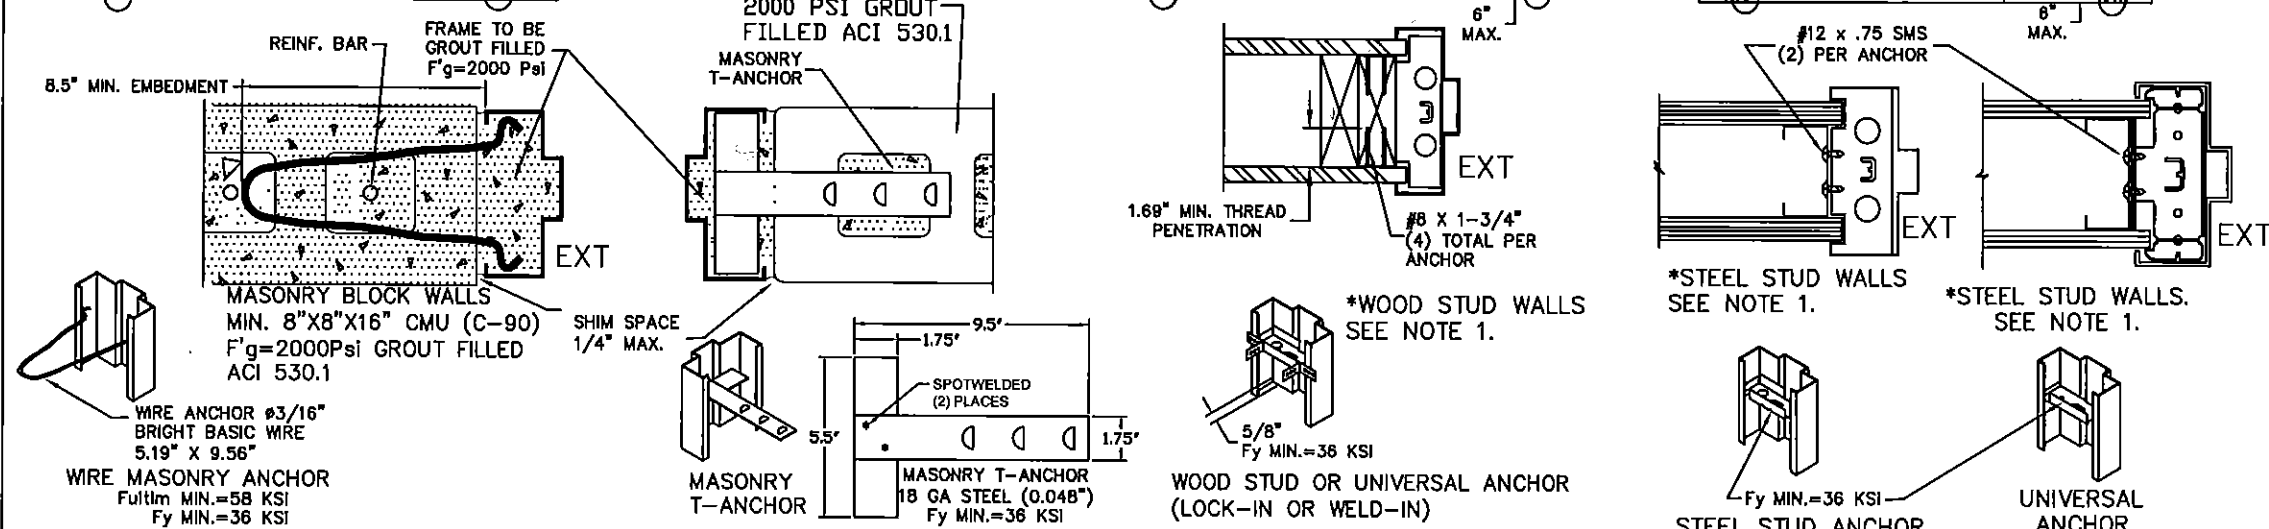 2000 PSI GROUT
FILLED ACI 530.1
FRAME TO BE
GROUT FILLED
F'g=2000 Psi
REINF. BAR
8.5" MIN. EMBEDMENT
MASONRY
T-ANCHOR
EXT
MASONRY BLOCK WALLS
MIN. 8"X8"X16" CMU (C-90)
F'g=2000Psi GROUT FILLED
ACI 530.1
SHIM SPACE
1/4" MAX.
WIRE ANCHOR ø3/16"
BRIGHT BASIC WIRE
5.19" X 9.56"
WIRE MASONRY ANCHOR
Fultim MIN.=58 KSI
Fy MIN.=36 KSI
MASONRY
T-ANCHOR
9.5"
1.75"
SPOTWELDED
(2) PLACES
5.5"
1.75"
MASONRY T-ANCHOR
18 GA STEEL (0.048")
Fy MIN.=36 KSI
6"
MAX.
EXT
1.69" MIN. THREAD
PENETRATION
#8 X 1-3/4"
(4) TOTAL PER
ANCHOR
*WOOD STUD WALLS
SEE NOTE 1.
5/8"
Fy MIN.=36 KSI
WOOD STUD OR UNIVERSAL ANCHOR
(LOCK-IN OR WELD-IN)
6"
MAX.
#12 x .75 SMS
(2) PER ANCHOR
EXT
EXT
*STEEL STUD WALLS
SEE NOTE 1.
*STEEL STUD WALLS.
SEE NOTE 1.
Fy MIN.=36 KSI
STEEL STUD ANCHOR
UNIVERSAL
ANCHOR